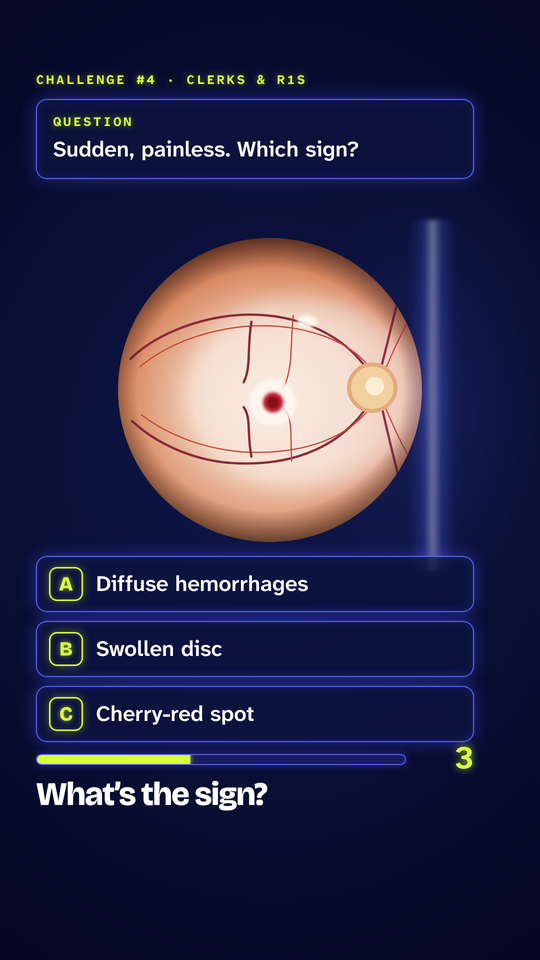 CHALLENGE #4 · CLERKS & R1S
QUESTION
Sudden, painless. Which sign?
A Diffuse hemorrhages
B Swollen disc
C Cherry-red spot
3
What's the sign?